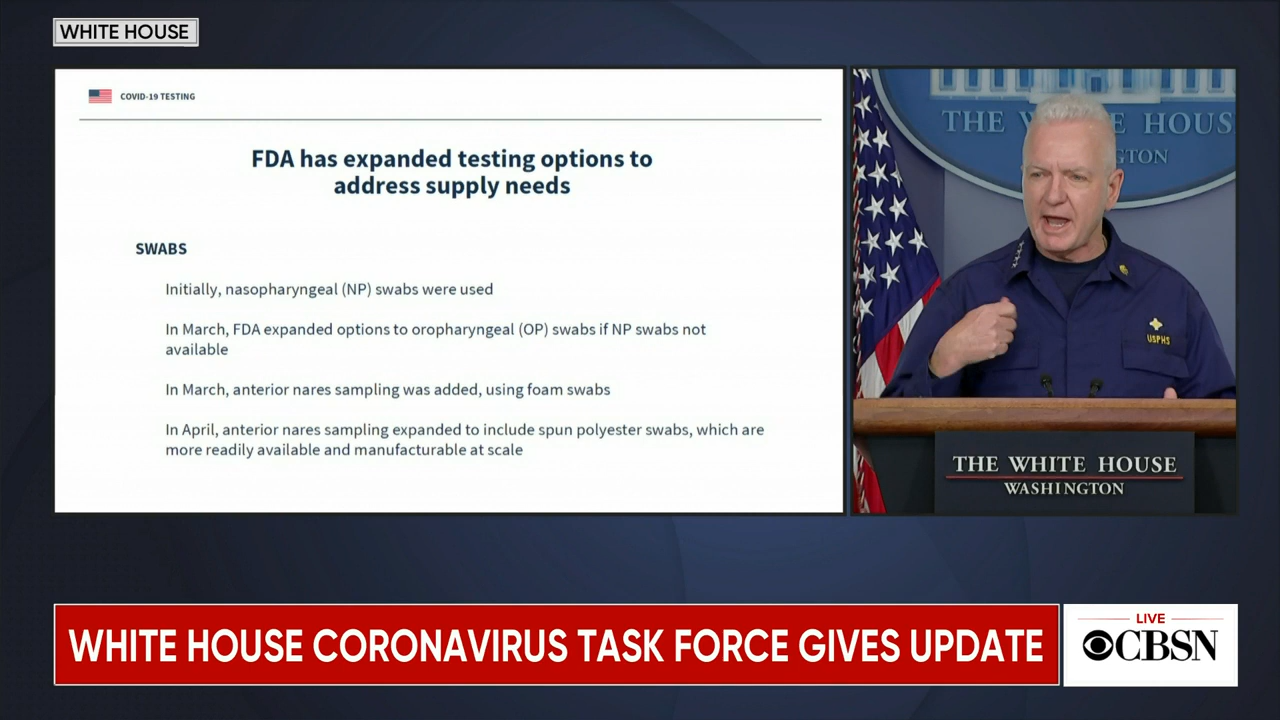 WHITE HOUSE
COVID-19 TESTING
FDA has expanded testing options to
address supply needs
SWABS
Initially, nasopharyngeal (NP) swabs were used
In March, FDA expanded options to oropharyngeal (OP) swabs if NP swabs not
available
In March, anterior nares sampling was added, using foam swabs
In April, anterior nares sampling expanded to include spun polyester swabs, which are
more readily available and manufacturable at scale
THE WHITE HOUSE
WASHINGTON
USPHS
WHITE HOUSE CORONAVIRUS TASK FORCE GIVES UPDATE
LIVE
CBSN